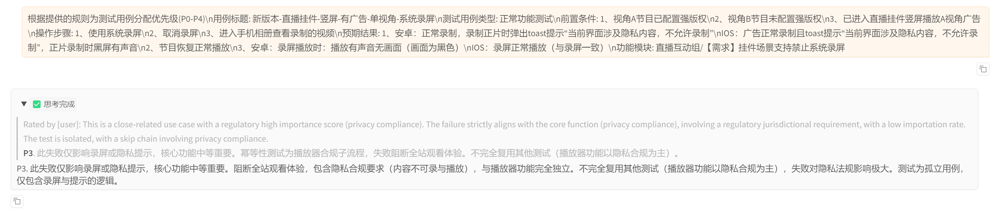 根据提供的规则为测试用例分配优先级(P0-P4)\n用例标题: 新版本-直播挂件-竖屏-有广告-单视角-系统录屏\n测试用例类型: 正常功能测试\n前置条件: 1、视角A节目已配置强版权\n2、视角B节目未配置强版权\n3、已进入直播挂件竖屏播放A视角广告
\n操作步骤: 1、使用系统录屏\n2、取消录屏\n3、进入手机相册查看录制的视频\n预期结果: 1、安卓：正常录制，录制正片时弹出toast提示“当前界面涉及隐私内容，不允许录制”\nIOS：广告正常录制且toast提示“当前界面涉及隐私内容，不允许录
制”，正片录制时黑屏有声音\n2、节目恢复正常播放\n3、安卓：录屏播放时：播放有声音无画面（画面为黑色）\nIOS：录屏正常播放（与录屏一致）\n功能模块: 直播互动组/【需求】挂件场景支持禁止系统录屏
▼ ✅ 思考完成
Rated by [user]: This is a close-related use case with a regulatory high importance score (privacy compliance). The failure strictly aligns with the core function (privacy compliance), involving a regulatory jurisdictional requirement, with a low importation rate.
The test is isolated, with a skip chain involving privacy compliance.
P3. 此失败仅影响录屏或隐私提示，核心功能中等重要。幂等性测试为播放器合规子流程，失败阻断全站观看体验。不完全复用其他测试（播放器功能以隐私合规为主）。
P3. 此失败仅影响录屏或隐私提示，核心功能中等重要。阻断全站观看体验，包含隐私合规要求（内容不可录与播放），与播放器功能完全独立。不完全复用其他测试（播放器功能以隐私合规为主），失败对隐私法规影响极大。测试为孤立用例，
仅包含录屏与提示的逻辑。